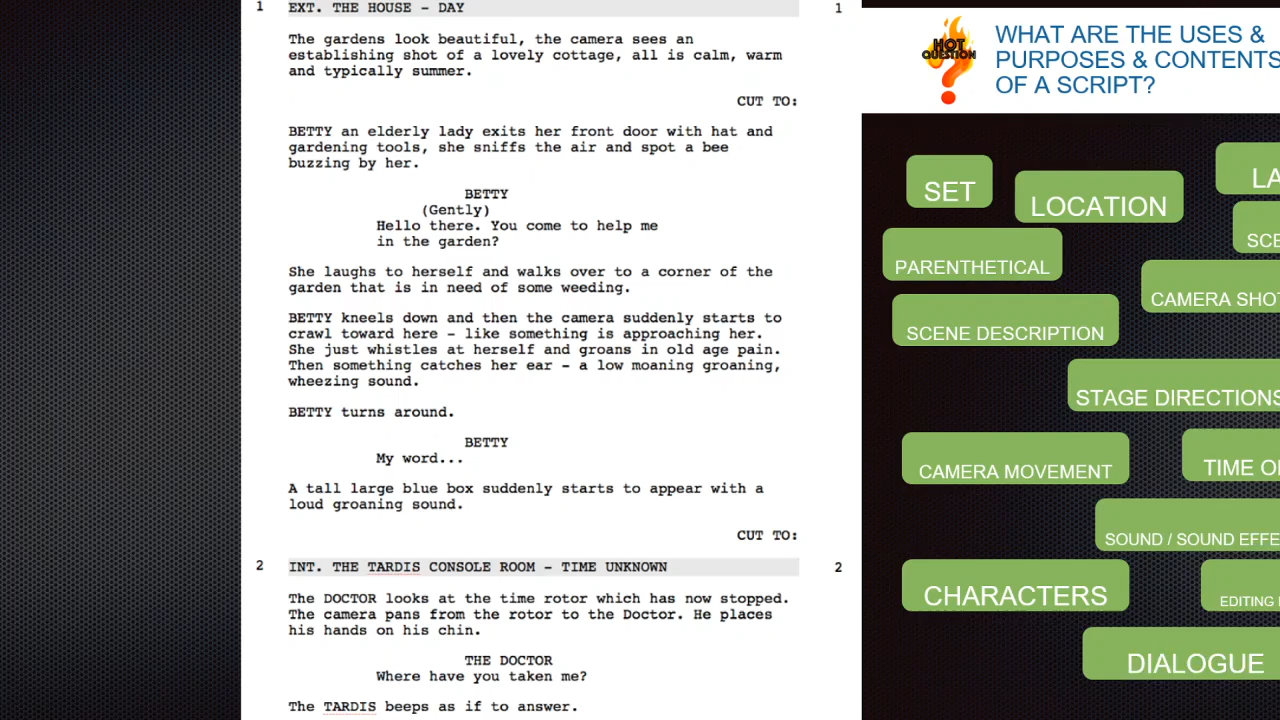 1 EXT. THE HOUSE - DAY 1
The gardens look beautiful, the camera sees an
establishing shot of a lovely cottage, all is calm, warm
and typically summer.
CUT TO:
BETTY an elderly lady exits her front door with hat and
gardening tools, she sniffs the air and spot a bee
buzzing by her.
BETTY
(Gently)
Hello there. You come to help me
in the garden?
She laughs to herself and walks over to a corner of the
garden that is in need of some weeding.
BETTY kneels down and then the camera suddenly starts to
crawl toward here - like something is approaching her.
She just whistles at herself and groans in old age pain.
Then something catches her ear - a low moaning groaning,
wheezing sound.
BETTY turns around.
BETTY
My word...
A tall large blue box suddenly starts to appear with a
loud groaning sound.
CUT TO:
2 INT. THE TARDIS CONSOLE ROOM - TIME UNKNOWN 2
The DOCTOR looks at the time rotor which has now stopped.
The camera pans from the rotor to the Doctor. He places
his hands on his chin.
THE DOCTOR
Where have you taken me?
The TARDIS beeps as if to answer.
HOT
QUESTION
WHAT ARE THE USES &
PURPOSES & CONTENTS
OF A SCRIPT?
SET
LOCATION
LA
SCE
PARENTHETICAL
CAMERA SHOT
SCENE DESCRIPTION
STAGE DIRECTIONS
CAMERA MOVEMENT
TIME O
SOUND / SOUND EFFE
CHARACTERS
EDITING
DIALOGUE